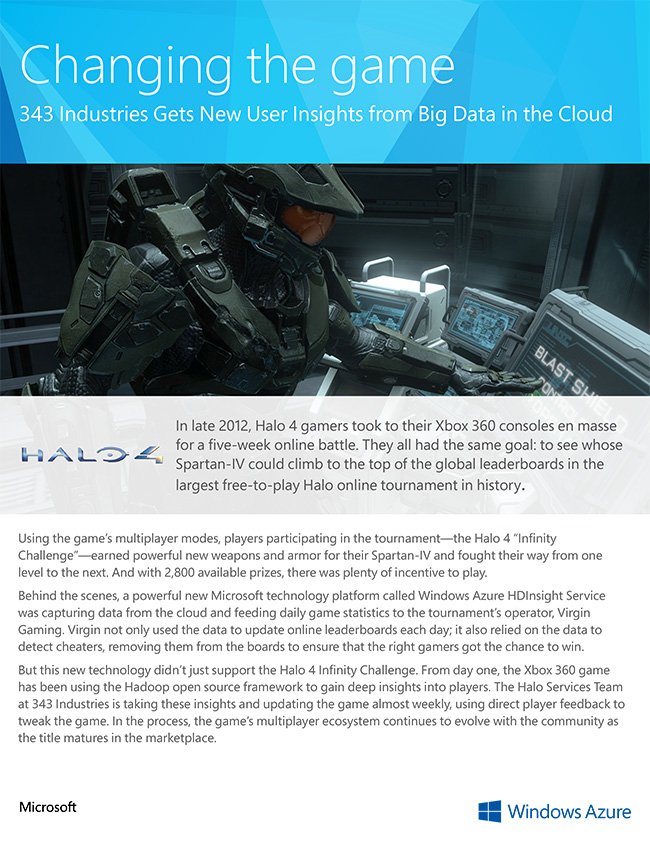 Changing the game
343 Industries Gets New User Insights from Big Data in the Cloud
BLAST SHIELD
CONTROL
HALO 4
In late 2012, Halo 4 gamers took to their Xbox 360 consoles en masse
for a five-week online battle. They all had the same goal: to see whose
Spartan-IV could climb to the top of the global leaderboards in the
largest free-to-play Halo online tournament in history.
Using the game's multiplayer modes, players participating in the tournament—the Halo 4 "Infinity
Challenge"—earned powerful new weapons and armor for their Spartan-IV and fought their way from one
level to the next. And with 2,800 available prizes, there was plenty of incentive to play.
Behind the scenes, a powerful new Microsoft technology platform called Windows Azure HDInsight Service
was capturing data from the cloud and feeding daily game statistics to the tournament's operator, Virgin
Gaming. Virgin not only used the data to update online leaderboards each day; it also relied on the data to
detect cheaters, removing them from the boards to ensure that the right gamers got the chance to win.
But this new technology didn't just support the Halo 4 Infinity Challenge. From day one, the Xbox 360 game
has been using the Hadoop open source framework to gain deep insights into players. The Halo Services Team
at 343 Industries is taking these insights and updating the game almost weekly, using direct player feedback to
tweak the game. In the process, the game's multiplayer ecosystem continues to evolve with the community as
the title matures in the marketplace.
Microsoft
Windows Azure